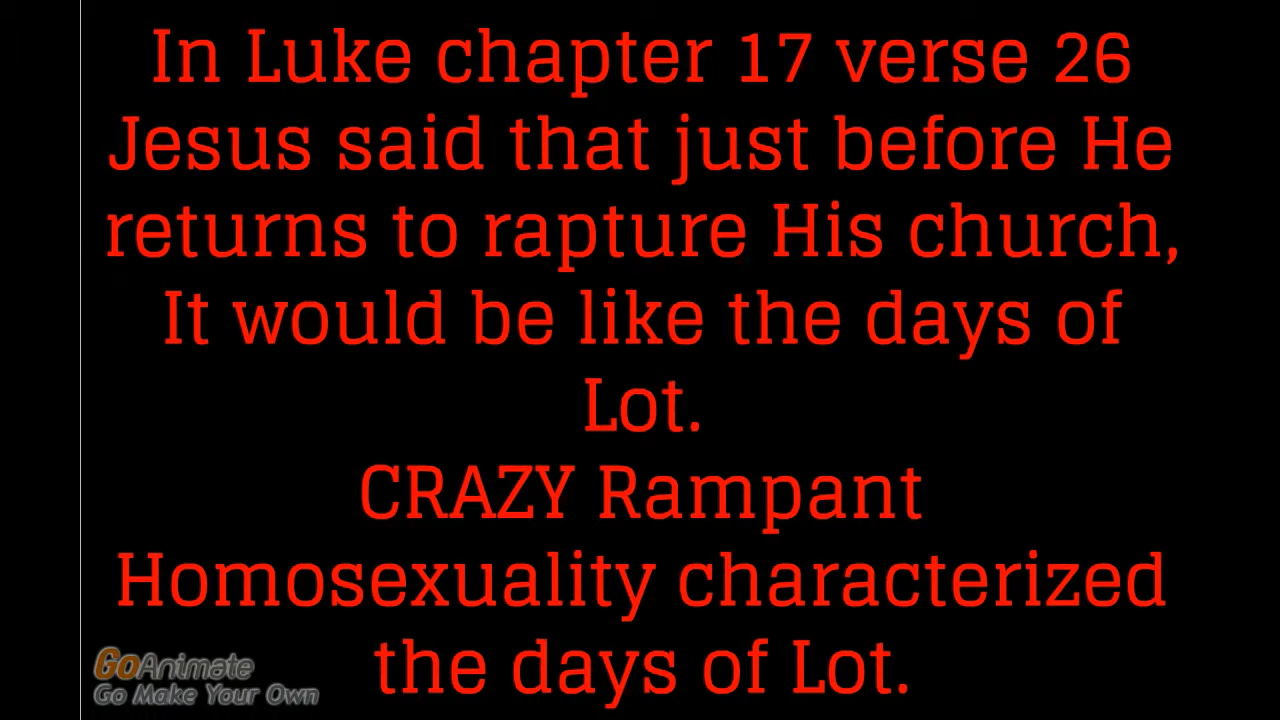 In Luke chapter 17 verse 26
Jesus said that just before He
returns to rapture His church,
It would be like the days of
Lot.
CRAZY Rampant
Homosexuality characterized
the days of Lot.
GoAnimate
Go Make Your Own